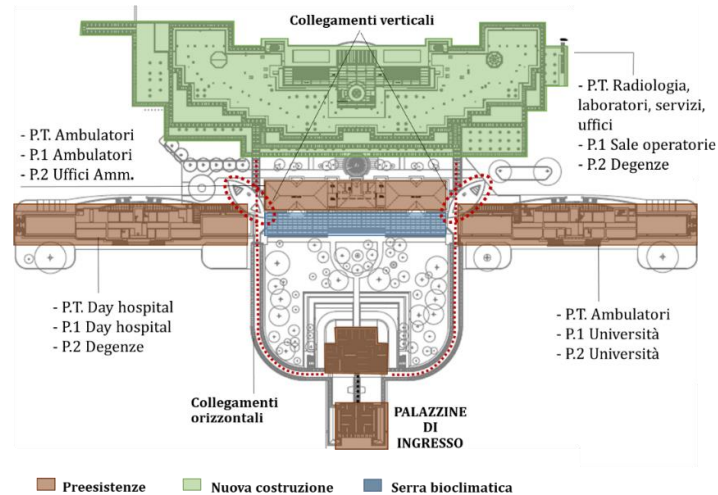 Collegamenti verticali
- P.T. Radiologia,
laboratori, servizi,
uffici
- P.1 Sale operatorie
- P.2 Degenze
- P.T. Ambulatori
- P.1 Ambulatori
- P.2 Uffici Amm.
- P.T. Day hospital
- P.1 Day hospital
- P.2 Degenze
- P.T. Ambulatori
- P.1 Università
- P.2 Università
Collegamenti
orizzontali
PALAZZINE
DI
INGRESSO
Preesistenze
Nuova costruzione
Serra bioclimatica